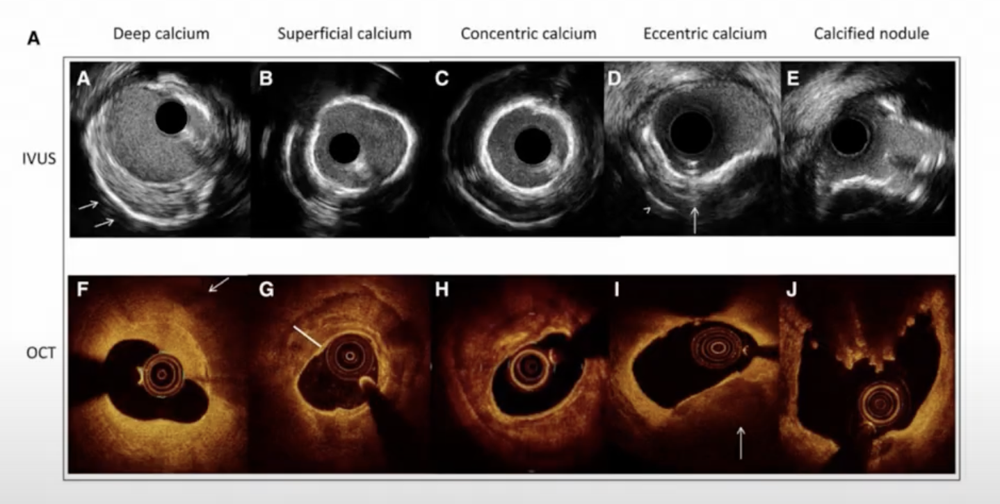 A
Deep calcium Superficial calcium Concentric calcium Eccentric calcium Calcified nodule
IVUS
A B C D E
OCT
F G H I J